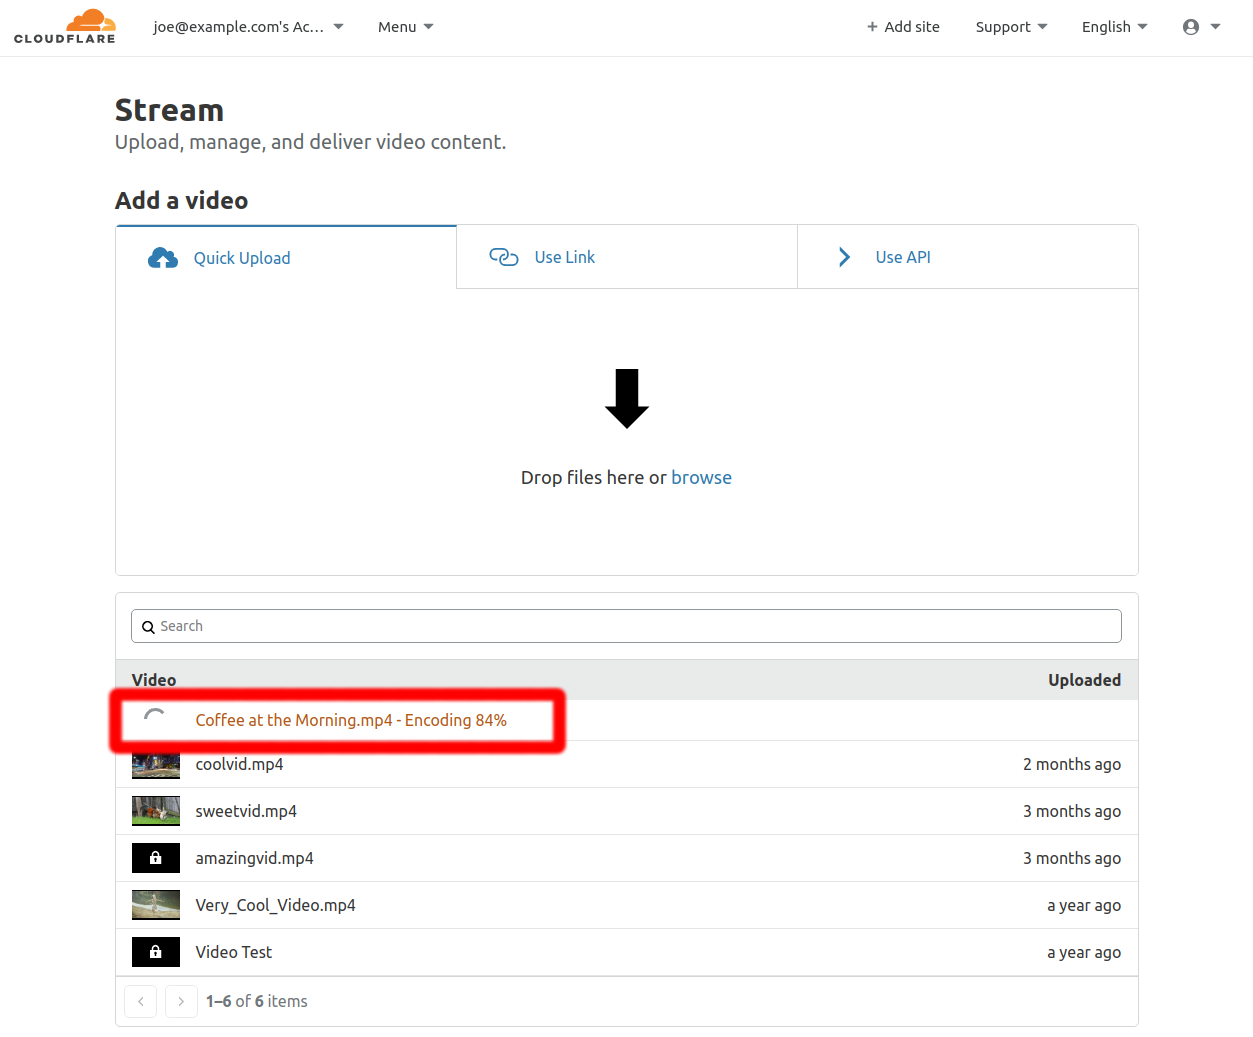 CLOUDFLARE joe@example.com's Ac... Menu + Add site Support English
Stream
Upload, manage, and deliver video content.
Add a video
Quick Upload Use Link Use API
Drop files here or browse
Search
Video Uploaded
Coffee at the Morning.mp4 - Encoding 84%
coolvid.mp4 2 months ago
sweetvid.mp4 3 months ago
amazingvid.mp4 3 months ago
Very_Cool_Video.mp4 a year ago
Video Test a year ago
1–6 of 6 items